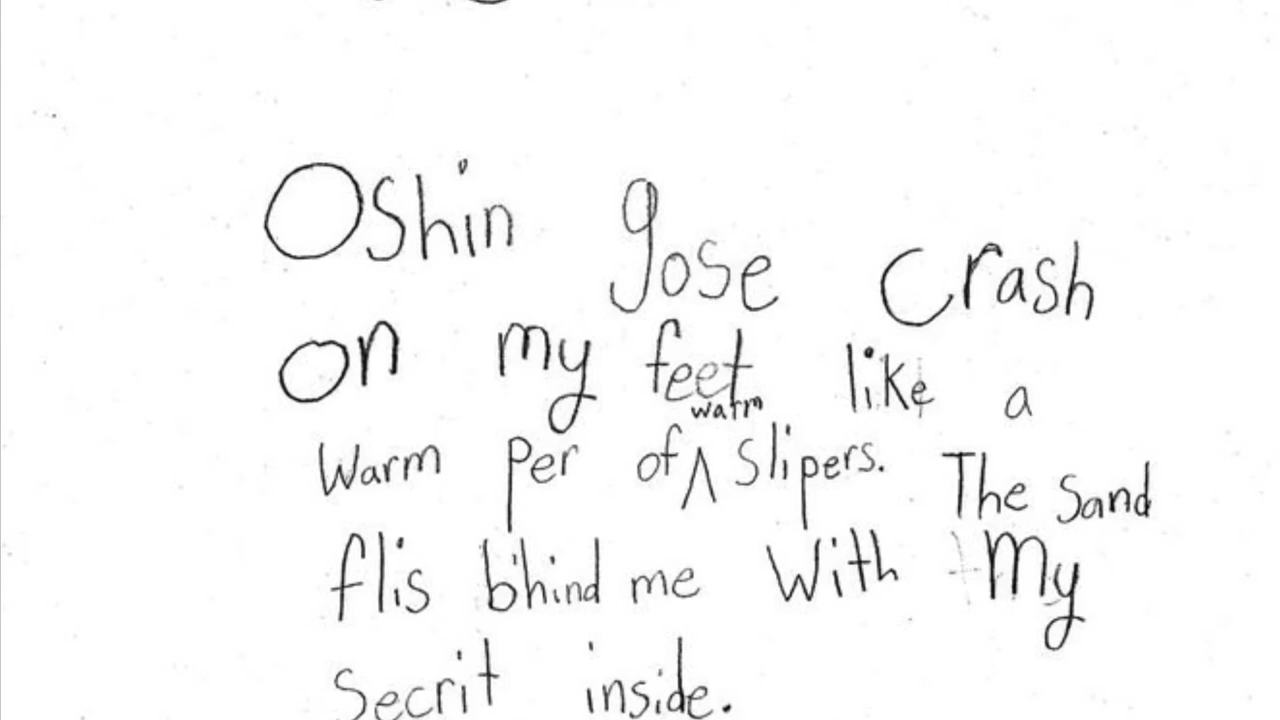 Oshin gose crash
on my feet like a
warm
Warm per of ^ slipers. The sand
flis b'hind me with My
Secrit inside.